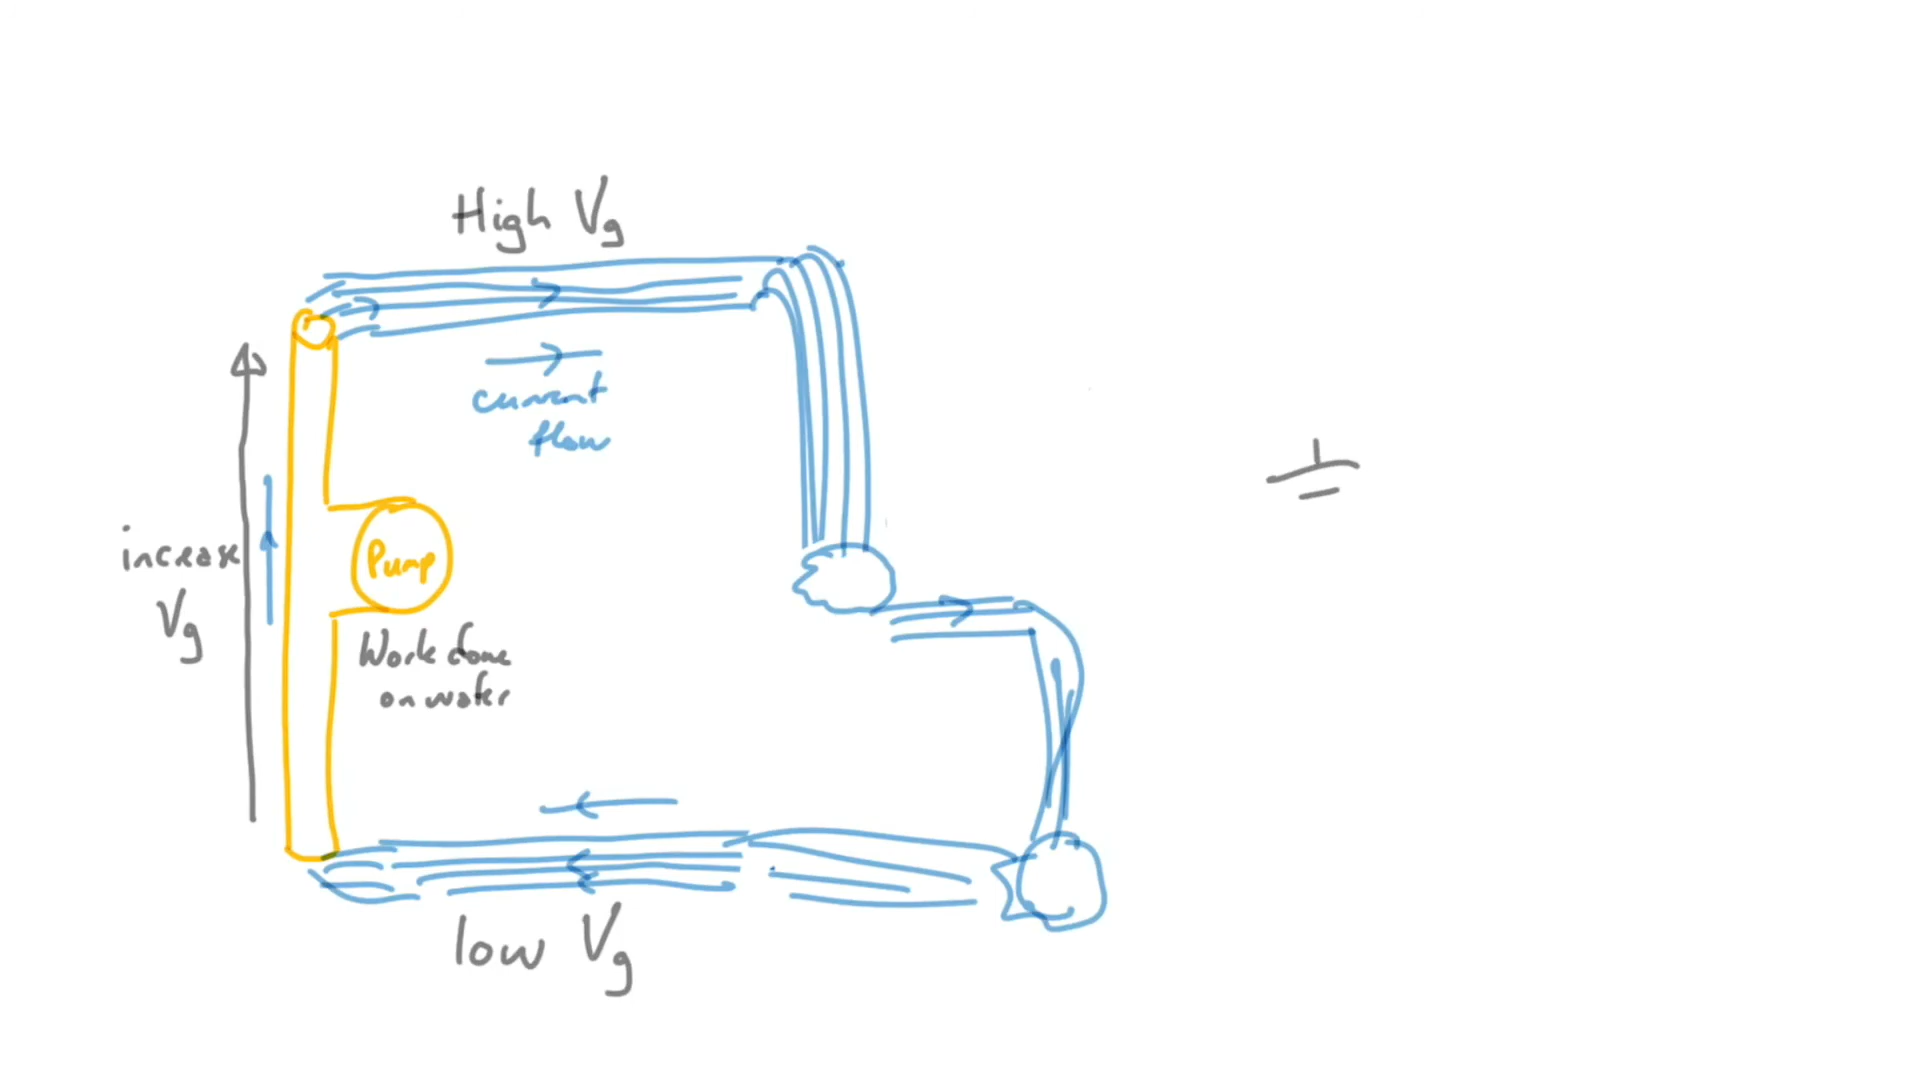 High Vg
current
flow
increase
Vg
Pump
Work done
on water
low Vg